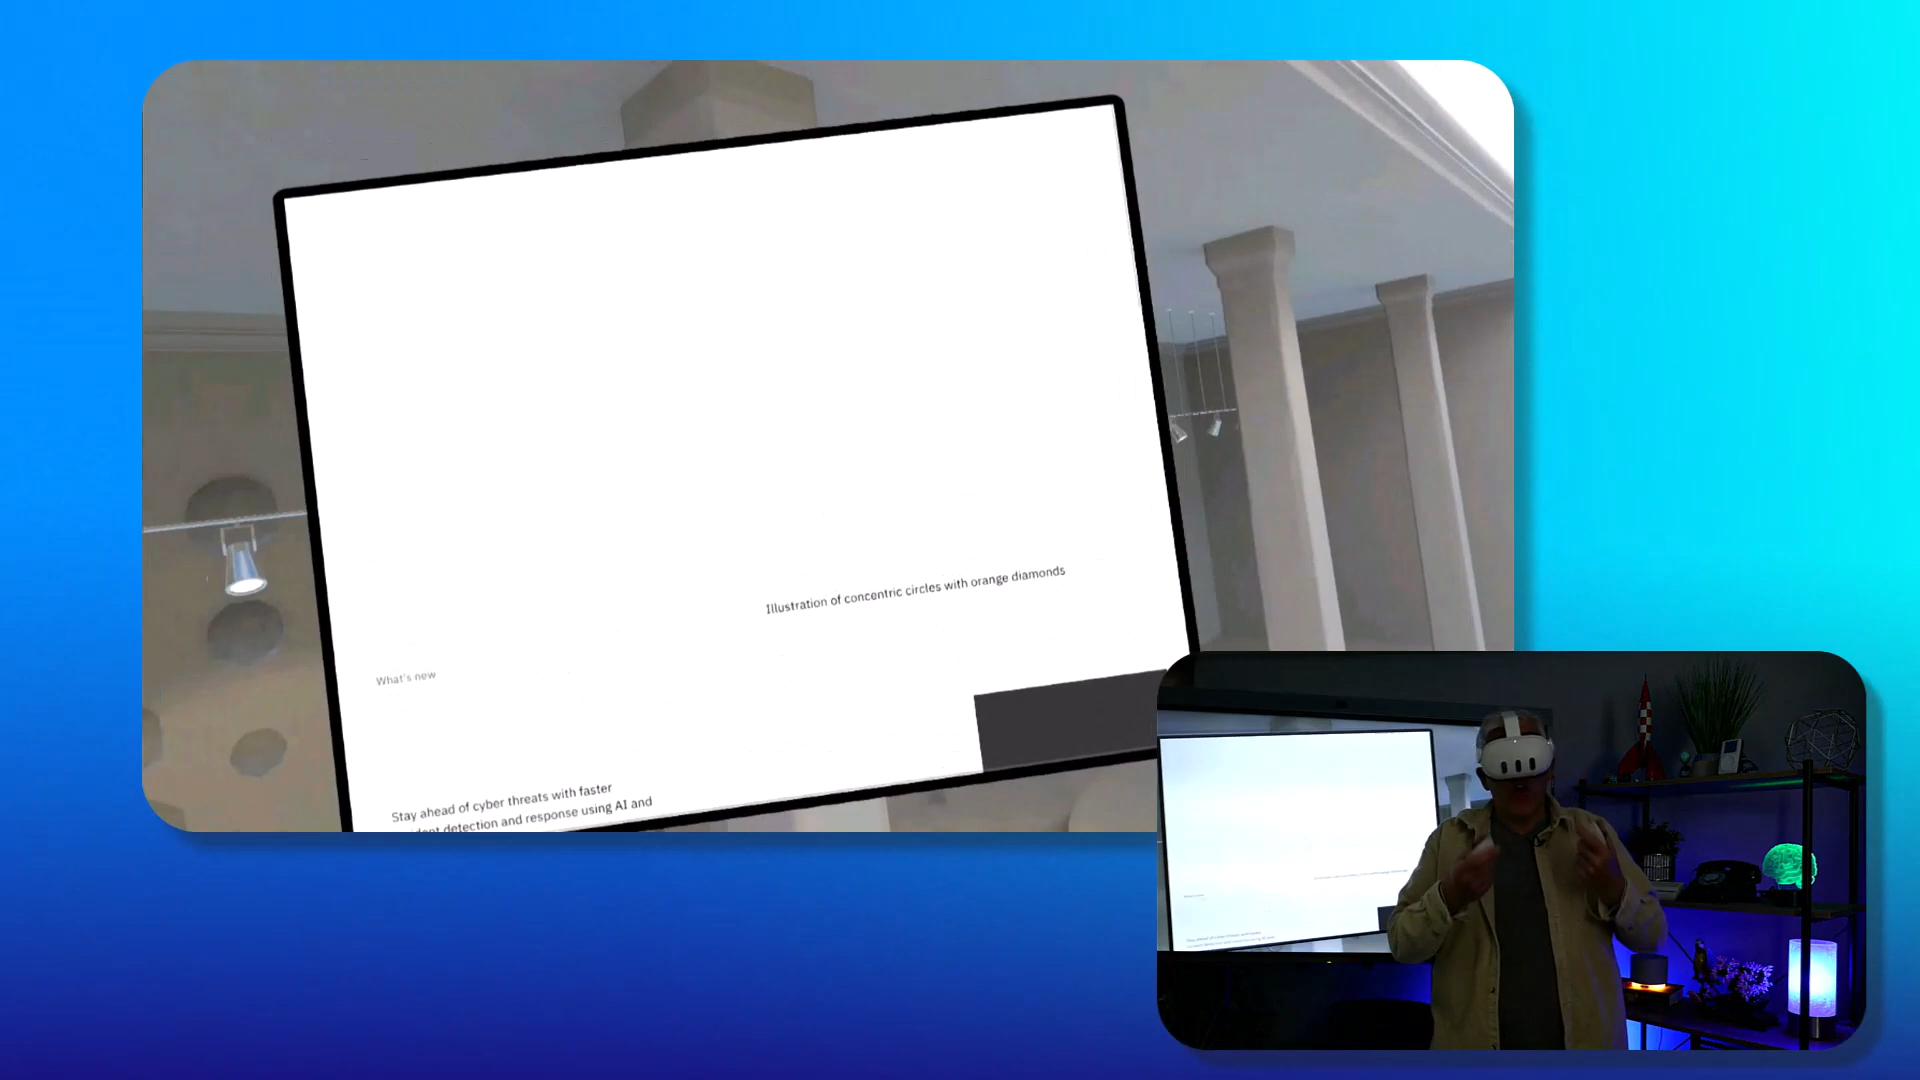 Illustration of concentric circles with orange diamonds
What's new
Stay ahead of cyber threats with faster
detection and response using AI and